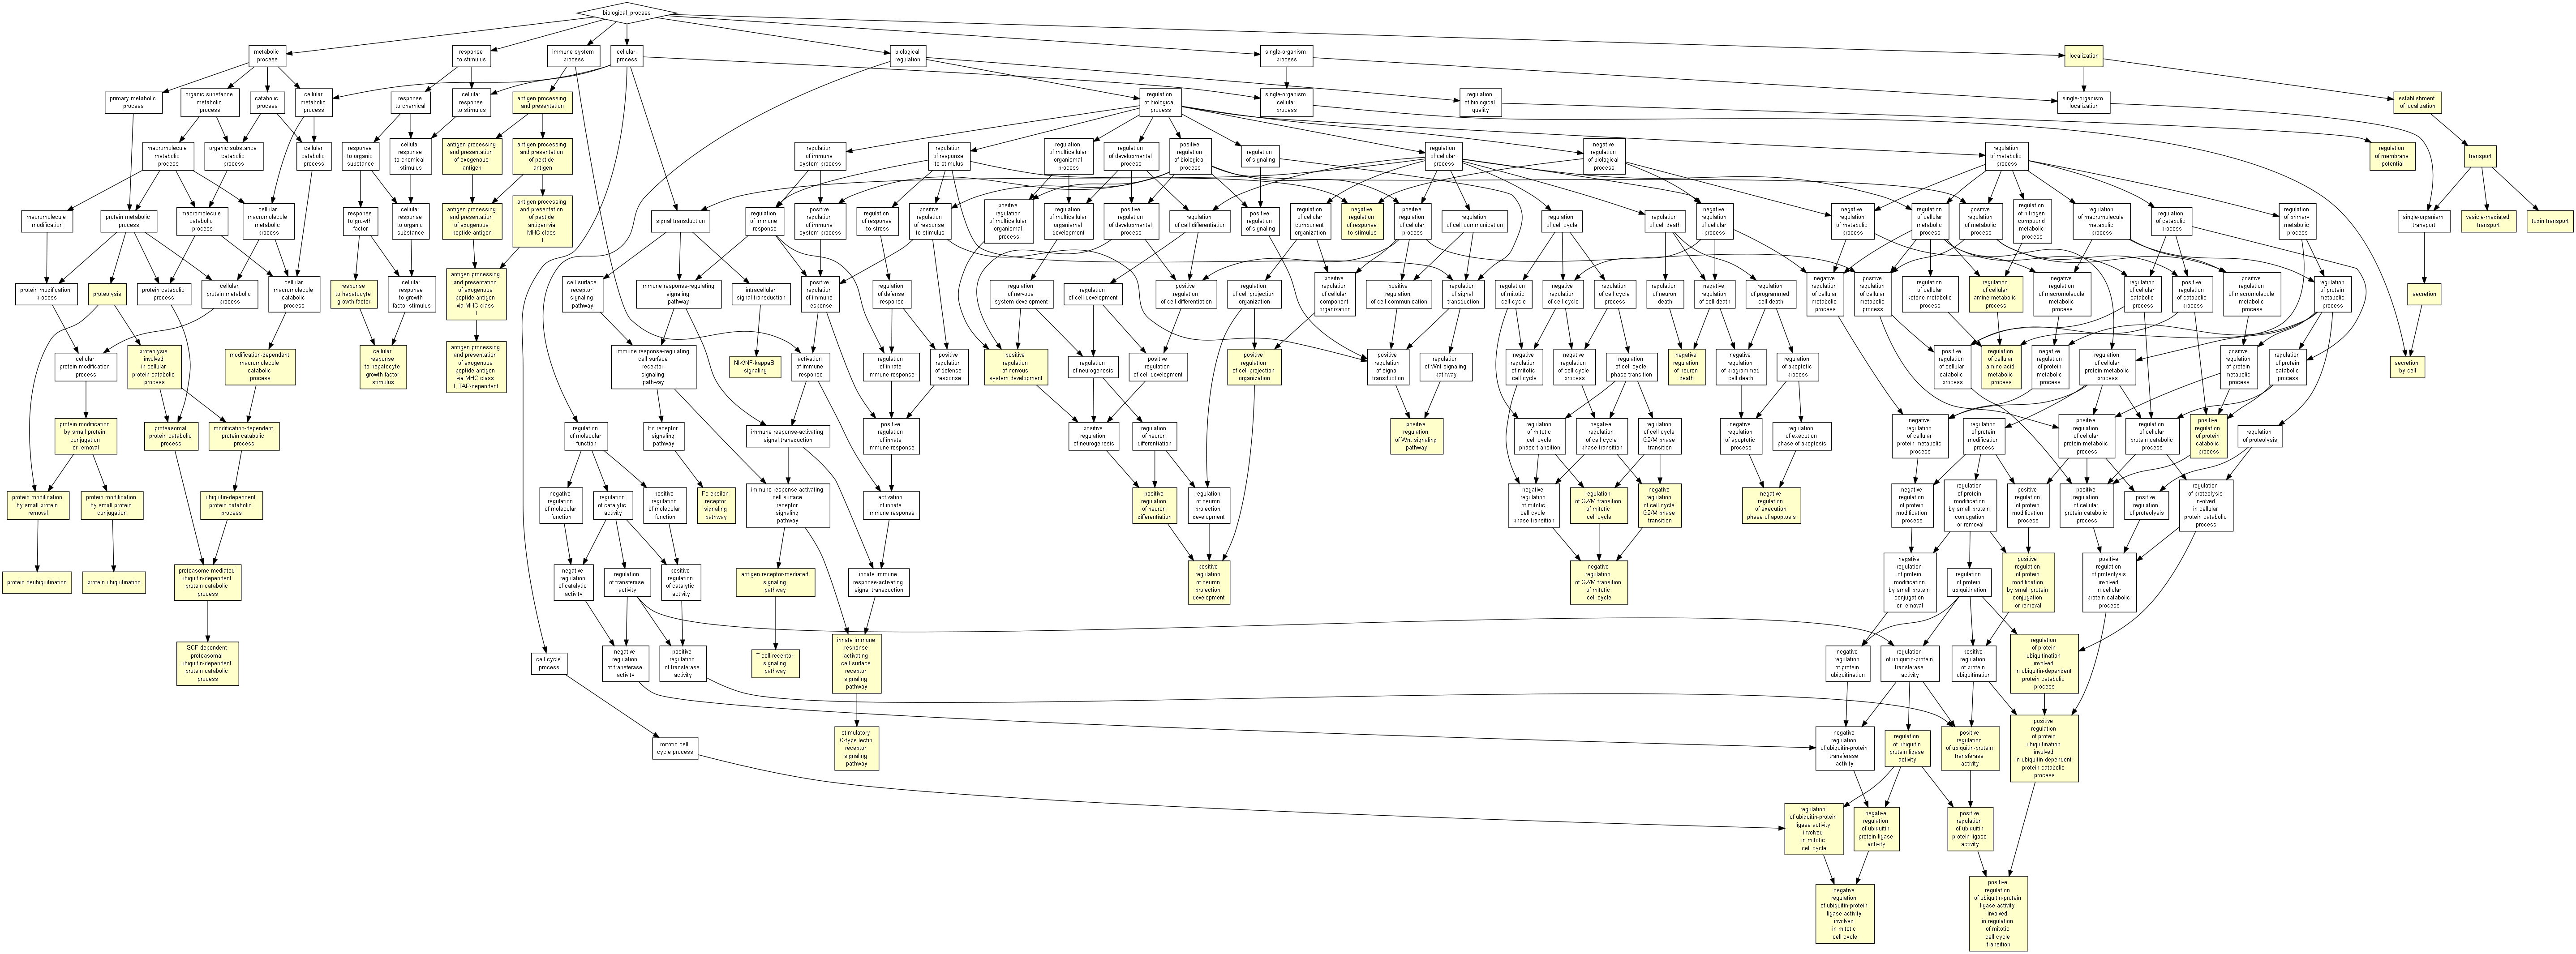 biological_process
metabolic
process
response
to stimulus
immune system
process
cellular
process
biological
regulation
single-organism
process
localization
primary metabolic
process
organic substance
metabolic
process
catabolic
process
cellular
metabolic
process
response
to chemical
cellular
response
to stimulus
antigen processing
and presentation
regulation
of biological
process
single-organism
cellular
process
regulation
of biological
quality
single-organism
localization
establishment
of localization
macromolecule
metabolic
process
organic substance
catabolic
process
cellular
catabolic
process
response
to organic
substance
cellular
response
to chemical
stimulus
antigen processing
and presentation
of exogenous
antigen
antigen processing
and presentation
of peptide
antigen
regulation
of immune
system process
regulation
of response
to stimulus
regulation
of multicellular
organismal
process
regulation
of developmental
process
positive
regulation
of biological
process
regulation
of signaling
regulation
of cellular
process
negative
regulation
of biological
process
regulation
of metabolic
process
regulation
of membrane
potential
transport
macromolecule
modification
protein metabolic
process
macromolecule
catabolic
process
cellular
macromolecule
metabolic
process
response
to growth
factor
cellular
response
to organic
substance
antigen processing
and presentation
of exogenous
peptide antigen
antigen processing
and presentation
of peptide
antigen via
MHC class
I
signal transduction
regulation
of immune
response
positive
regulation
of immune
system process
regulation
of response
to stress
positive
regulation
of response
to stimulus
positive
regulation
of multicellular
organismal
process
regulation
of multicellular
organismal
development
positive
regulation
of developmental
process
regulation
of cell differentiation
positive
regulation
of signaling
regulation
of cellular
component
organization
negative
regulation
of response
to stimulus
positive
regulation
of cellular
process
regulation
of cell communication
regulation
of cell cycle
regulation
of cell death
negative
regulation
of cellular
process
negative
regulation
of metabolic
process
regulation
of cellular
metabolic
process
positive
regulation
of metabolic
process
regulation
of nitrogen
compound
metabolic
process
regulation
of macromolecule
metabolic
process
regulation
of catabolic
process
regulation
of primary
metabolic
process
single-organism
transport
vesicle-mediated
transport
toxin transport
protein modification
process
proteolysis
protein catabolic
process
cellular
protein metabolic
process
cellular
macromolecule
catabolic
process
response
to hepatocyte
growth factor
cellular
response
to growth
factor stimulus
antigen processing
and presentation
of exogenous
peptide antigen
via MHC class
I
cell surface
receptor
signaling
pathway
immune response-regulating
signaling
pathway
intracellular
signal transduction
positive
regulation
of immune
response
regulation
of defense
response
regulation
of nervous
system development
regulation
of cell development
positive
regulation
of cell differentiation
regulation
of cell projection
organization
positive
regulation
of cellular
component
organization
positive
regulation
of cell communication
regulation
of signal
transduction
regulation
of mitotic
cell cycle
negative
regulation
of cell cycle
regulation
of cell cycle
process
regulation
of neuron
death
negative
regulation
of cell death
regulation
of programmed
cell death
negative
regulation
of cellular
metabolic
process
positive
regulation
of cellular
metabolic
process
regulation
of cellular
ketone metabolic
process
regulation
of cellular
amine metabolic
process
negative
regulation
of macromolecule
metabolic
process
regulation
of cellular
catabolic
process
positive
regulation
of catabolic
process
positive
regulation
of macromolecule
metabolic
process
regulation
of protein
metabolic
process
secretion
cellular
protein modification
process
proteolysis
involved
in cellular
protein catabolic
process
modification-dependent
macromolecule
catabolic
process
cellular
response
to hepatocyte
growth factor
stimulus
antigen processing
and presentation
of exogenous
peptide antigen
via MHC class
I, TAP-dependent
immune response-regulating
cell surface
receptor
signaling
pathway
NIK/NF-kappaB
signaling
activation
of immune
response
regulation
of innate
immune response
positive
regulation
of defense
response
positive
regulation
of nervous
system development
regulation
of neurogenesis
positive
regulation
of cell development
positive
regulation
of cell projection
organization
positive
regulation
of signal
transduction
regulation
of Wnt signaling
pathway
negative
regulation
of mitotic
cell cycle
negative
regulation
of cell cycle
process
regulation
of cell cycle
phase transition
negative
regulation
of neuron
death
negative
regulation
of programmed
cell death
regulation
of apoptotic
process
positive
regulation
of cellular
catabolic
process
regulation
of cellular
amino acid
metabolic
process
negative
regulation
of protein
metabolic
process
regulation
of cellular
protein metabolic
process
positive
regulation
of protein
metabolic
process
regulation
of protein
catabolic
process
secretion
by cell
protein modification
by small protein
conjugation
or removal
proteasomal
protein catabolic
process
modification-dependent
protein catabolic
process
regulation
of molecular
function
Fc receptor
signaling
pathway
immune response-activating
signal transduction
positive
regulation
of innate
immune response
positive
regulation
of neurogenesis
regulation
of neuron
differentiation
positive
regulation
of Wnt signaling
pathway
regulation
of mitotic
cell cycle
phase transition
negative
regulation
of cell cycle
phase transition
regulation
of cell cycle
G2/M phase
transition
negative
regulation
of apoptotic
process
regulation
of execution
phase of apoptosis
negative
regulation
of cellular
protein metabolic
process
regulation
of protein
modification
process
positive
regulation
of cellular
protein metabolic
process
regulation
of cellular
protein catabolic
process
positive
regulation
of protein
catabolic
process
regulation
of proteolysis
protein modification
by small protein
removal
protein modification
by small protein
conjugation
ubiquitin-dependent
protein catabolic
process
negative
regulation
of molecular
function
regulation
of catalytic
activity
positive
regulation
of molecular
function
Fc-epsilon
receptor
signaling
pathway
immune response-activating
cell surface
receptor
signaling
pathway
activation
of innate
immune response
positive
regulation
of neuron
differentiation
regulation
of neuron
projection
development
negative
regulation
of mitotic
cell cycle
phase transition
regulation
of G2/M transition
of mitotic
cell cycle
negative
regulation
of cell cycle
G2/M phase
transition
negative
regulation
of execution
phase of apoptosis
negative
regulation
of protein
modification
process
regulation
of protein
modification
by small protein
conjugation
or removal
positive
regulation
of protein
modification
process
positive
regulation
of cellular
protein catabolic
process
positive
regulation
of proteolysis
regulation
of proteolysis
involved
in cellular
protein catabolic
process
protein deubiquitination
protein ubiquitination
proteasome-mediated
ubiquitin-dependent
protein catabolic
process
negative
regulation
of catalytic
activity
regulation
of transferase
activity
positive
regulation
of catalytic
activity
antigen receptor-mediated
signaling
pathway
innate immune
response-activating
signal transduction
positive
regulation
of neuron
projection
development
negative
regulation
of G2/M transition
of mitotic
cell cycle
negative
regulation
of protein
modification
by small protein
conjugation
or removal
regulation
of protein
ubiquitination
positive
regulation
of protein
modification
by small protein
conjugation
or removal
positive
regulation
of proteolysis
involved
in cellular
protein catabolic
process
SCF-dependent
proteasomal
ubiquitin-dependent
protein catabolic
process
cell cycle
process
negative
regulation
of transferase
activity
positive
regulation
of transferase
activity
T cell receptor
signaling
pathway
innate immune
response
activating
cell surface
receptor
signaling
pathway
negative
regulation
of protein
ubiquitination
regulation
of ubiquitin-protein
transferase
activity
positive
regulation
of protein
ubiquitination
regulation
of protein
ubiquitination
involved
in ubiquitin-dependent
protein catabolic
process
mitotic cell
cycle process
stimulatory
C-type lectin
receptor
signaling
pathway
negative
regulation
of ubiquitin-protein
transferase
activity
regulation
of ubiquitin
protein ligase
activity
positive
regulation
of ubiquitin-protein
transferase
activity
positive
regulation
of protein
ubiquitination
involved
in ubiquitin-dependent
protein catabolic
process
regulation
of ubiquitin-protein
ligase activity
involved
in mitotic
cell cycle
negative
regulation
of ubiquitin
protein ligase
activity
positive
regulation
of ubiquitin
protein ligase
activity
negative
regulation
of ubiquitin-protein
ligase activity
involved
in mitotic
cell cycle
positive
regulation
of ubiquitin-protein
ligase activity
involved
in regulation
of mitotic
cell cycle
transition